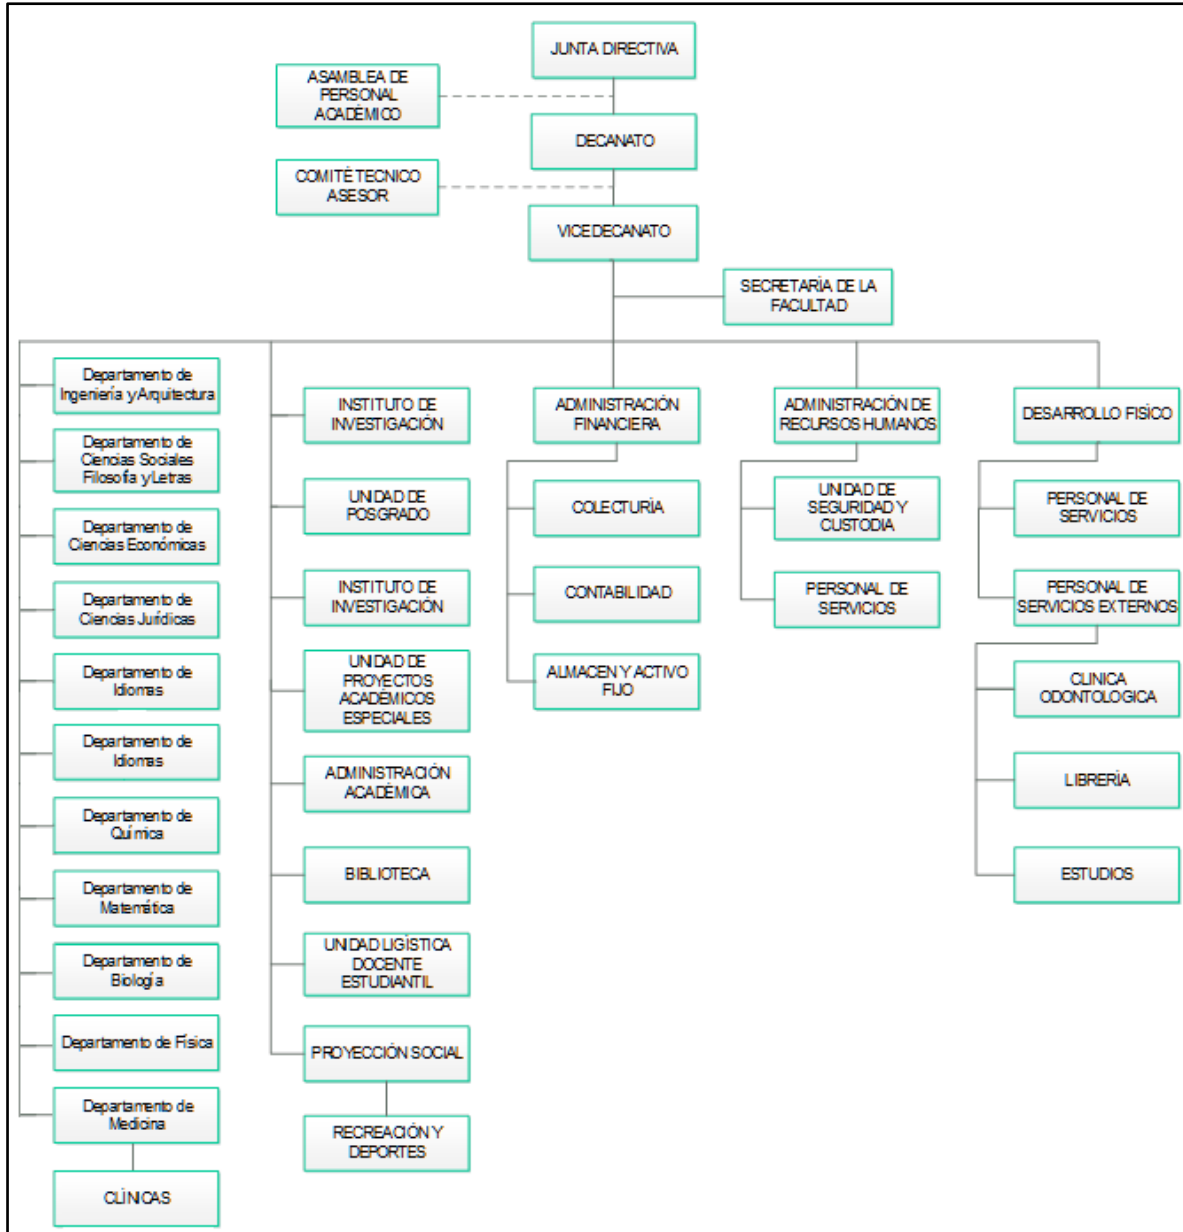 JUNTA DIRECTIVA
ASAMBLEA DE
PERSONAL
ACADÉMICO
DECANATO
COMITÉ TECNICO
ASESOR
VICEDECANATO
SECRETARÍA DE LA
FACULTAD
Departamento de
Ingeniería y Arquitectura
Departamento de
Ciencias Sociales
Filosofía y Letras
Departamento de
Ciencias Económicas
Departamento de
Ciencias Jurídicas
Departamento de
Idiomas
Departamento de
Idiomas
Departamento de
Química
Departamento de
Matemática
Departamento de
Biología
Departamento de Física
Departamento de
Medicina
CLÍNICAS
INSTITUTO DE
INVESTIGACIÓN
UNIDAD DE
POSGRADO
INSTITUTO DE
INVESTIGACIÓN
UNIDAD DE
PROYECTOS
ACADÉMICOS
ESPECIALES
ADMINISTRACIÓN
ACADÉMICA
BIBLIOTECA
UNIDAD LIGÍSTICA
DOCENTE
ESTUDIANTIL
PROYECCIÓN SOCIAL
RECREACIÓN Y
DEPORTES
ADMINISTRACIÓN
FINANCIERA
COLECTURÍA
CONTABILIDAD
ALMACEN Y ACTIVO
FIJO
ADMINISTRACIÓN DE
RECURSOS HUMANOS
UNIDAD DE
SEGURIDAD Y
CUSTODIA
PERSONAL DE
SERVICIOS
DESARROLLO FISÍCO
PERSONAL DE
SERVICIOS
PERSONAL DE
SERVICIOS EXTERNOS
CLINICA
ODONTOLOGICA
LIBRERÍA
ESTUDIOS